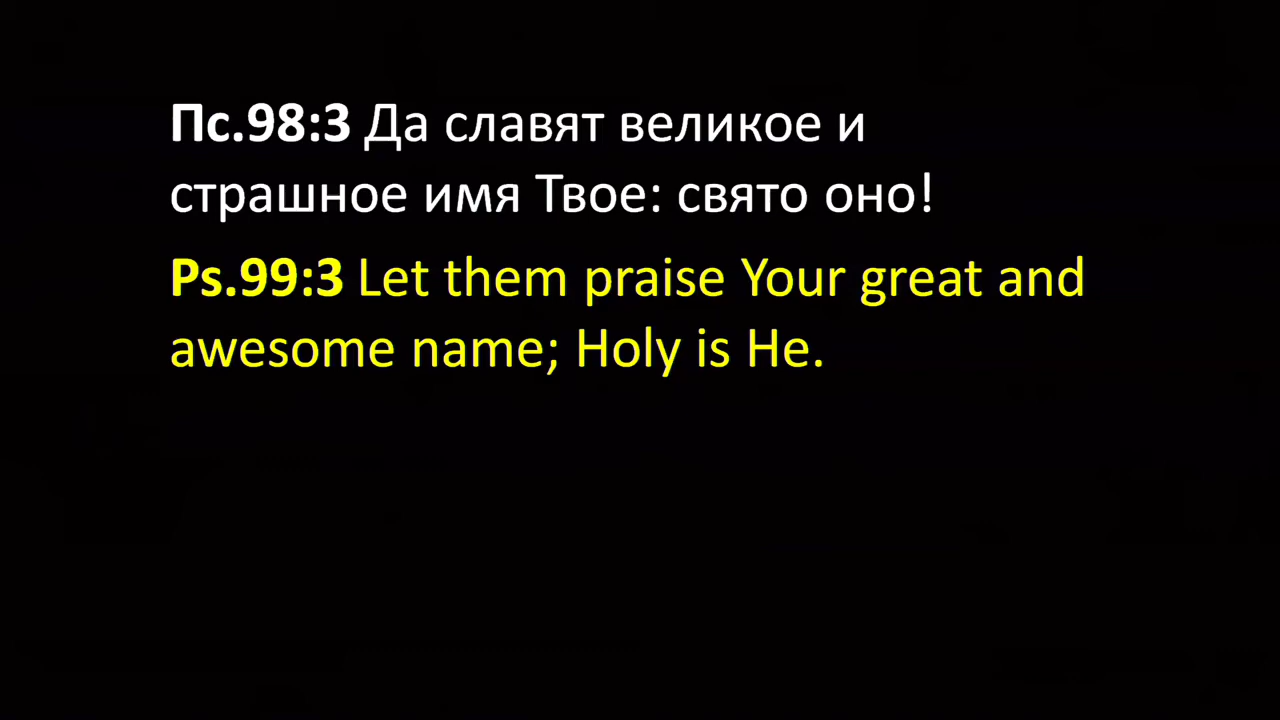 Пс.98:3 Да славят великое и
страшное имя Твое: свято оно!
Ps.99:3 Let them praise Your great and
awesome name; Holy is He.